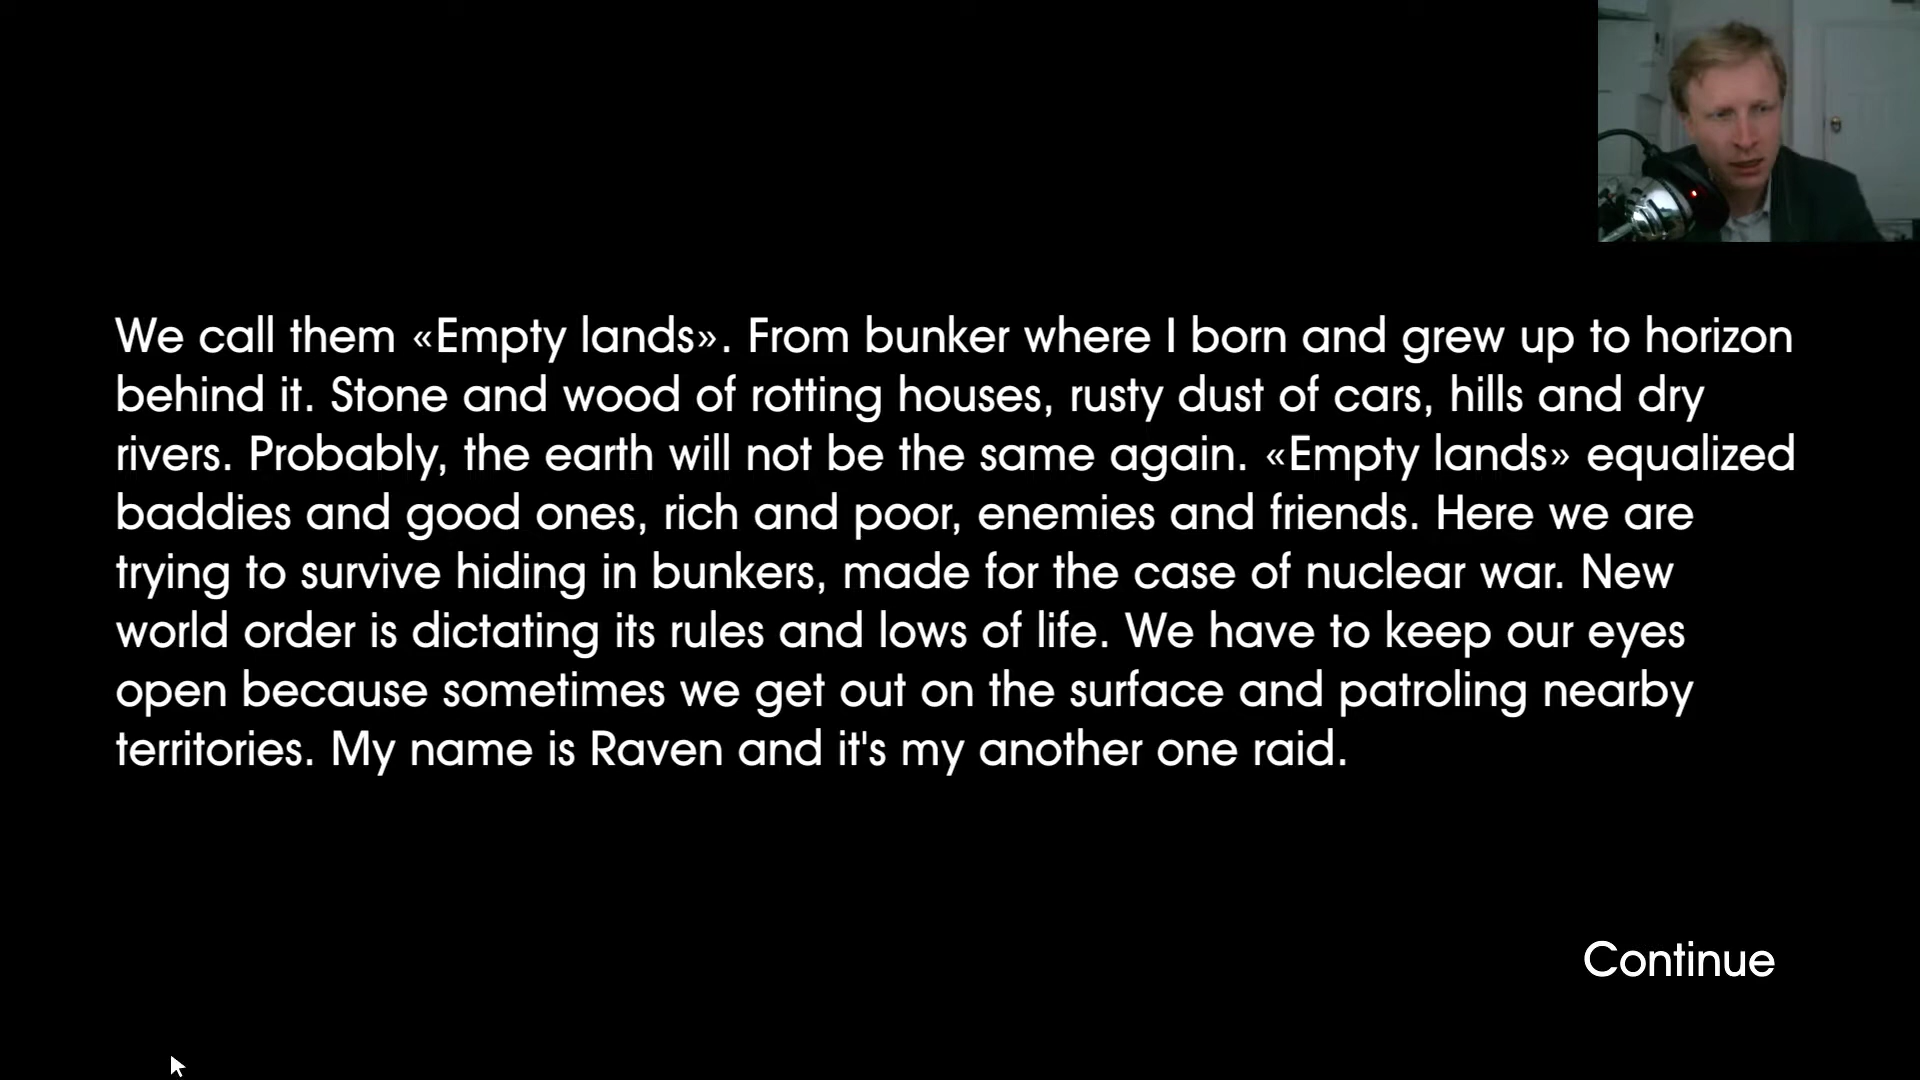 We call them «Empty lands». From bunker where I born and grew up to horizon
behind it. Stone and wood of rotting houses, rusty dust of cars, hills and dry
rivers. Probably, the earth will not be the same again. «Empty lands» equalized
baddies and good ones, rich and poor, enemies and friends. Here we are
trying to survive hiding in bunkers, made for the case of nuclear war. New
world order is dictating its rules and lows of life. We have to keep our eyes
open because sometimes we get out on the surface and patroling nearby
territories. My name is Raven and it's my another one raid.
Continue